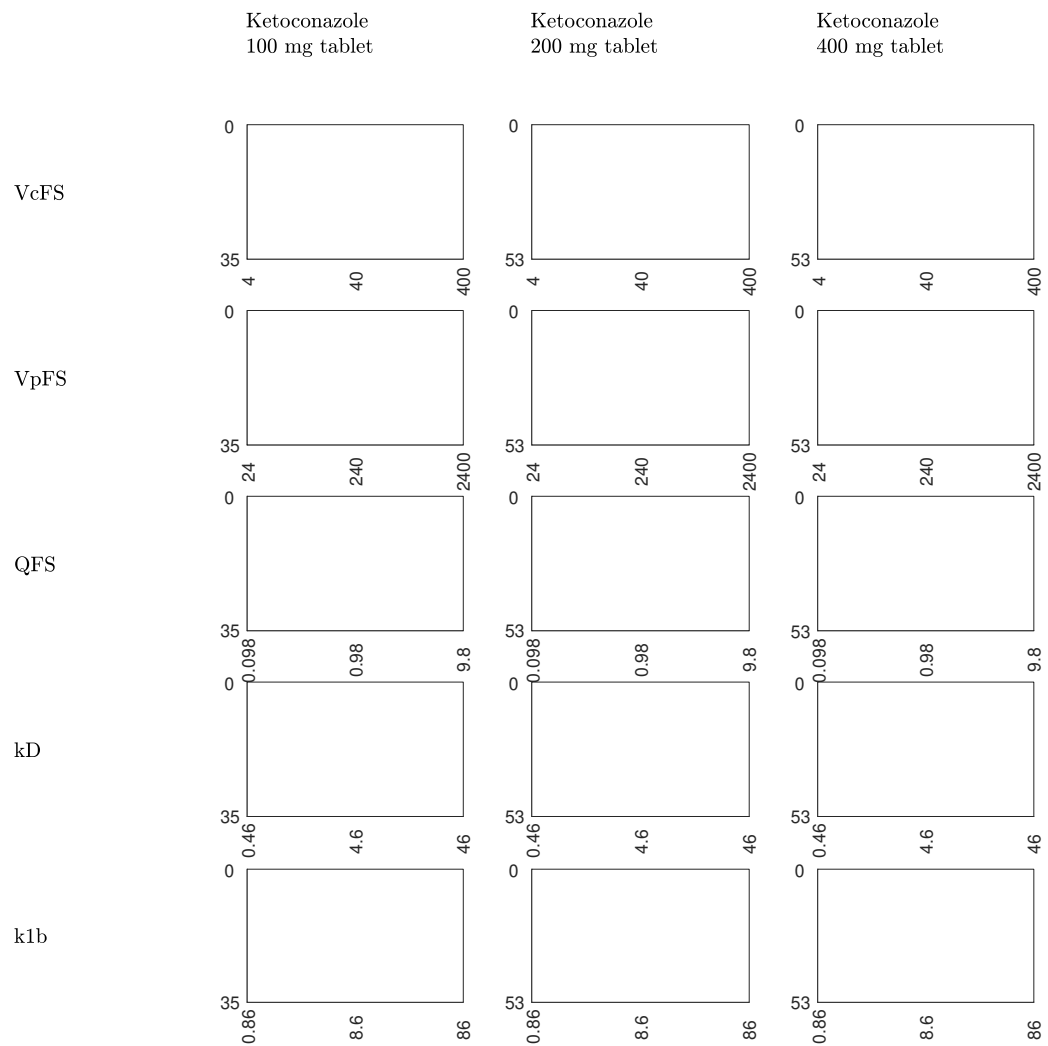 Ketoconazole Ketoconazole Ketoconazole
100 mg tablet 200 mg tablet 400 mg tablet
0 0 0
VcFS
35 53 53
4 40 400 4 40 400 4 40 400
0 0 0
VpFS
35 53 53
24 240 2400 24 240 2400 24 240 2400
0 0 0
QFS
35 53 53
0.098 0.98 9.8 0.098 0.98 9.8 0.098 0.98 9.8
0 0 0
kD
35 53 53
0.46 4.6 46 0.46 4.6 46 0.46 4.6 46
0 0 0
k1b
35 53 53
0.86 8.6 86 0.86 8.6 86 0.86 8.6 86